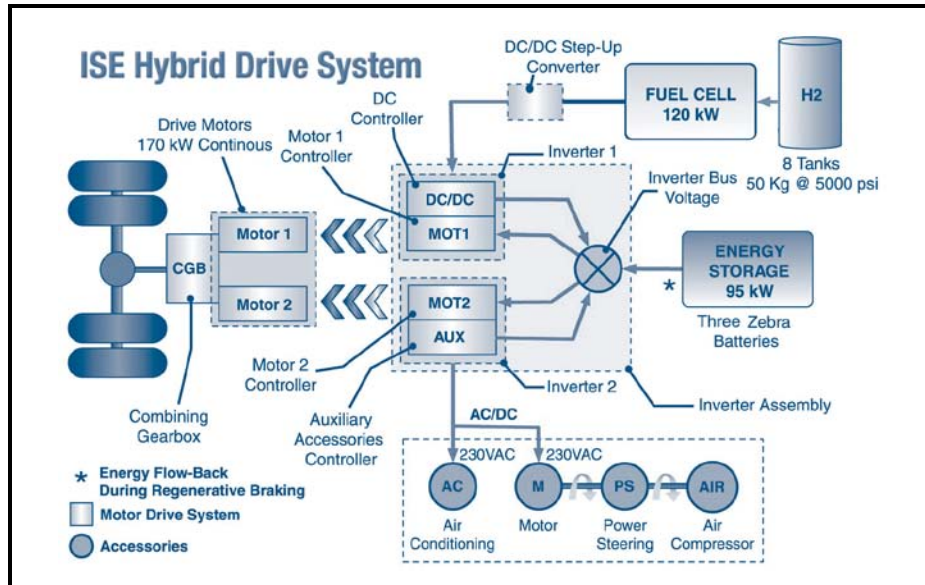 ISE Hybrid Drive System
DC/DC Step-Up
Converter
FUEL CELL
120 kW
H2
8 Tanks
50 Kg @ 5000 psi
DC
Controller
Drive Motors
170 kW Continous
Motor 1
Controller
Inverter 1
Inverter Bus
Voltage
DC/DC
MOT1
Motor 1
CGB
Motor 2
MOT2
AUX
ENERGY
STORAGE
95 kW
*
Three Zebra
Batteries
Motor 2
Controller
Inverter 2
Inverter Assembly
Combining
Gearbox
Auxiliary
Accessories
Controller
AC/DC
230VAC
230VAC
* Energy Flow-Back
During Regenerative Braking
Motor Drive System
Accessories
AC
M
PS
AIR
Air
Conditioning
Motor
Power
Steering
Air
Compressor